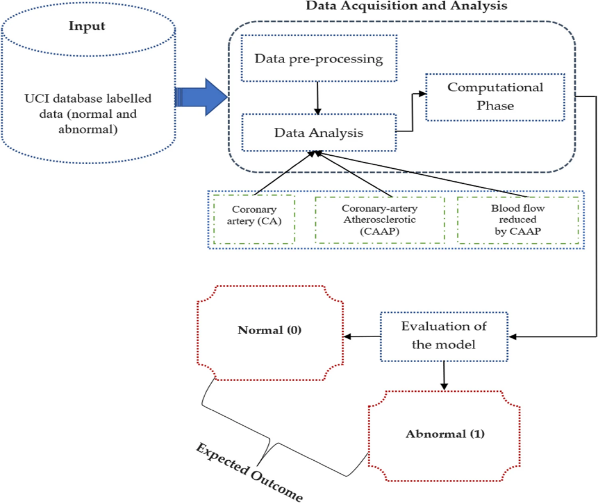 Data Acquisition and Analysis
Input
UCI database labelled
data (normal and
abnormal)
Data pre-processing
Data Analysis
Computational
Phase
Coronary
artery (CA)
Coronary-artery
Atherosclerotic
(CAAP)
Blood flow
reduced
by CAAP
Normal (0)
Evaluation of
the model
Abnormal (1)
Expected Outcome